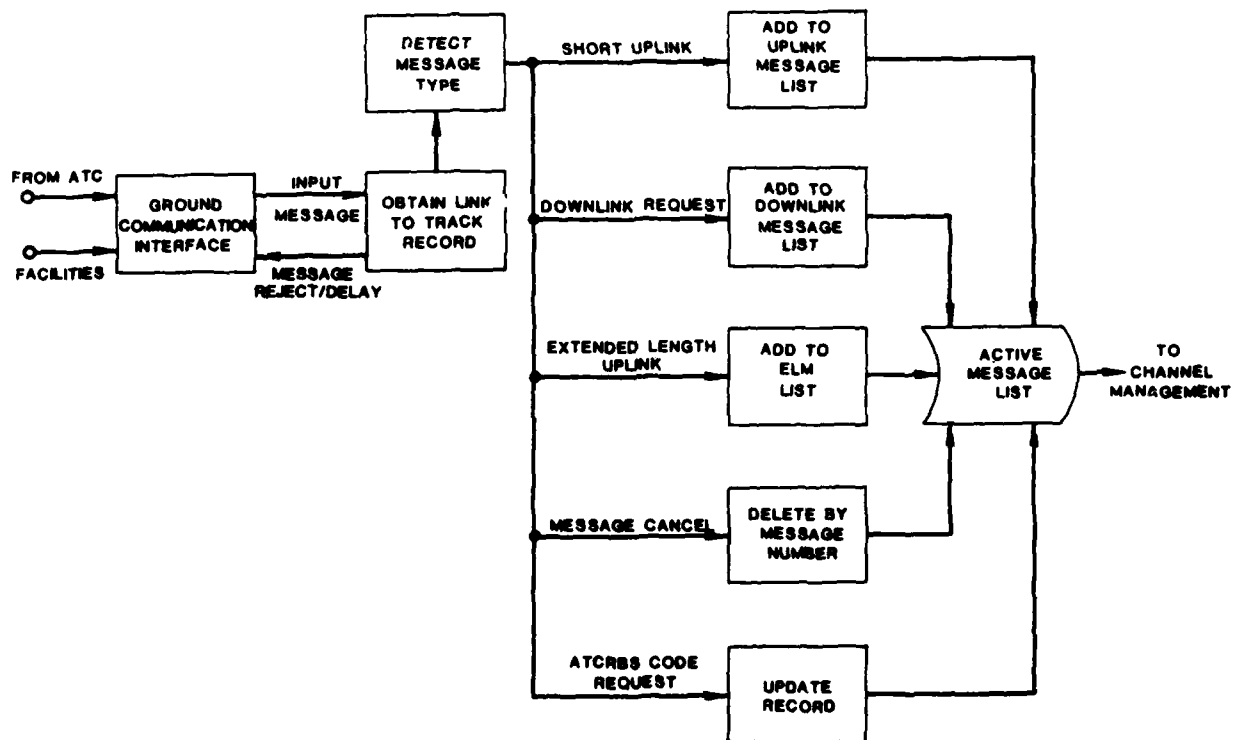 DETECT
MESSAGE
TYPE
SHORT UPLINK
ADD TO
UPLINK
MESSAGE
LIST
FROM ATC
FACILITIES
GROUND
COMMUNICATION
INTERFACE
INPUT
MESSAGE
MESSAGE
REJECT/DELAY
OBTAIN LINK
TO TRACK
RECORD
DOWNLINK REQUEST
ADD TO
DOWNLINK
MESSAGE
LIST
EXTENDED LENGTH
UPLINK
ADD TO
ELM
LIST
ACTIVE
MESSAGE
LIST
TO
CHANNEL
MANAGEMENT
MESSAGE CANCEL
DELETE BY
MESSAGE
NUMBER
ATCRBS CODE
REQUEST
UPDATE
RECORD